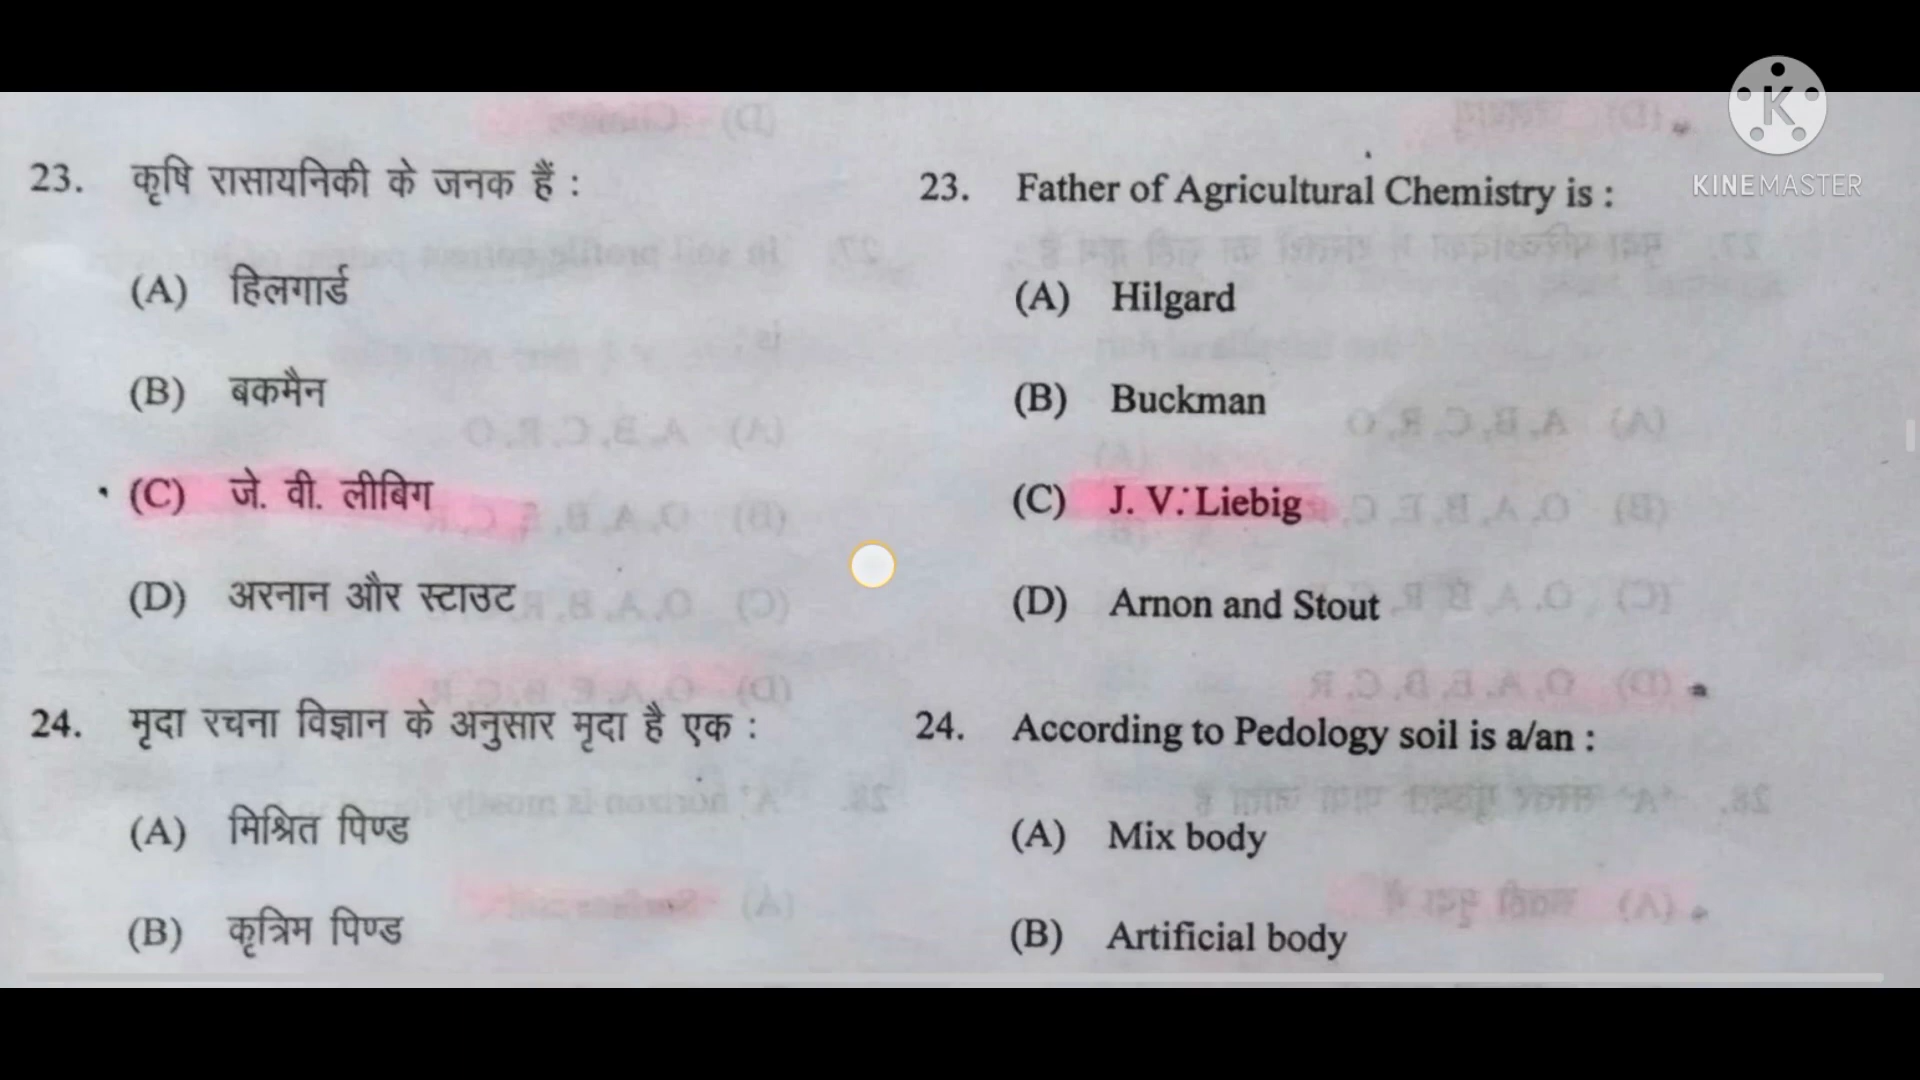 KINEMASTER
23. कृषि रासायनिकी के जनक हैं :
(A) हिलगार्ड
(B) बकमैन
(C) जे. वी. लीबिग
(D) अरनान और स्टाउट
24. मृदा रचना विज्ञान के अनुसार मृदा है एक :
(A) मिश्रित पिण्ड
(B) कृत्रिम पिण्ड
23. Father of Agricultural Chemistry is :
(A) Hilgard
(B) Buckman
(C) J. V. Liebig
(D) Arnon and Stout
24. According to Pedology soil is a/an :
(A) Mix body
(B) Artificial body